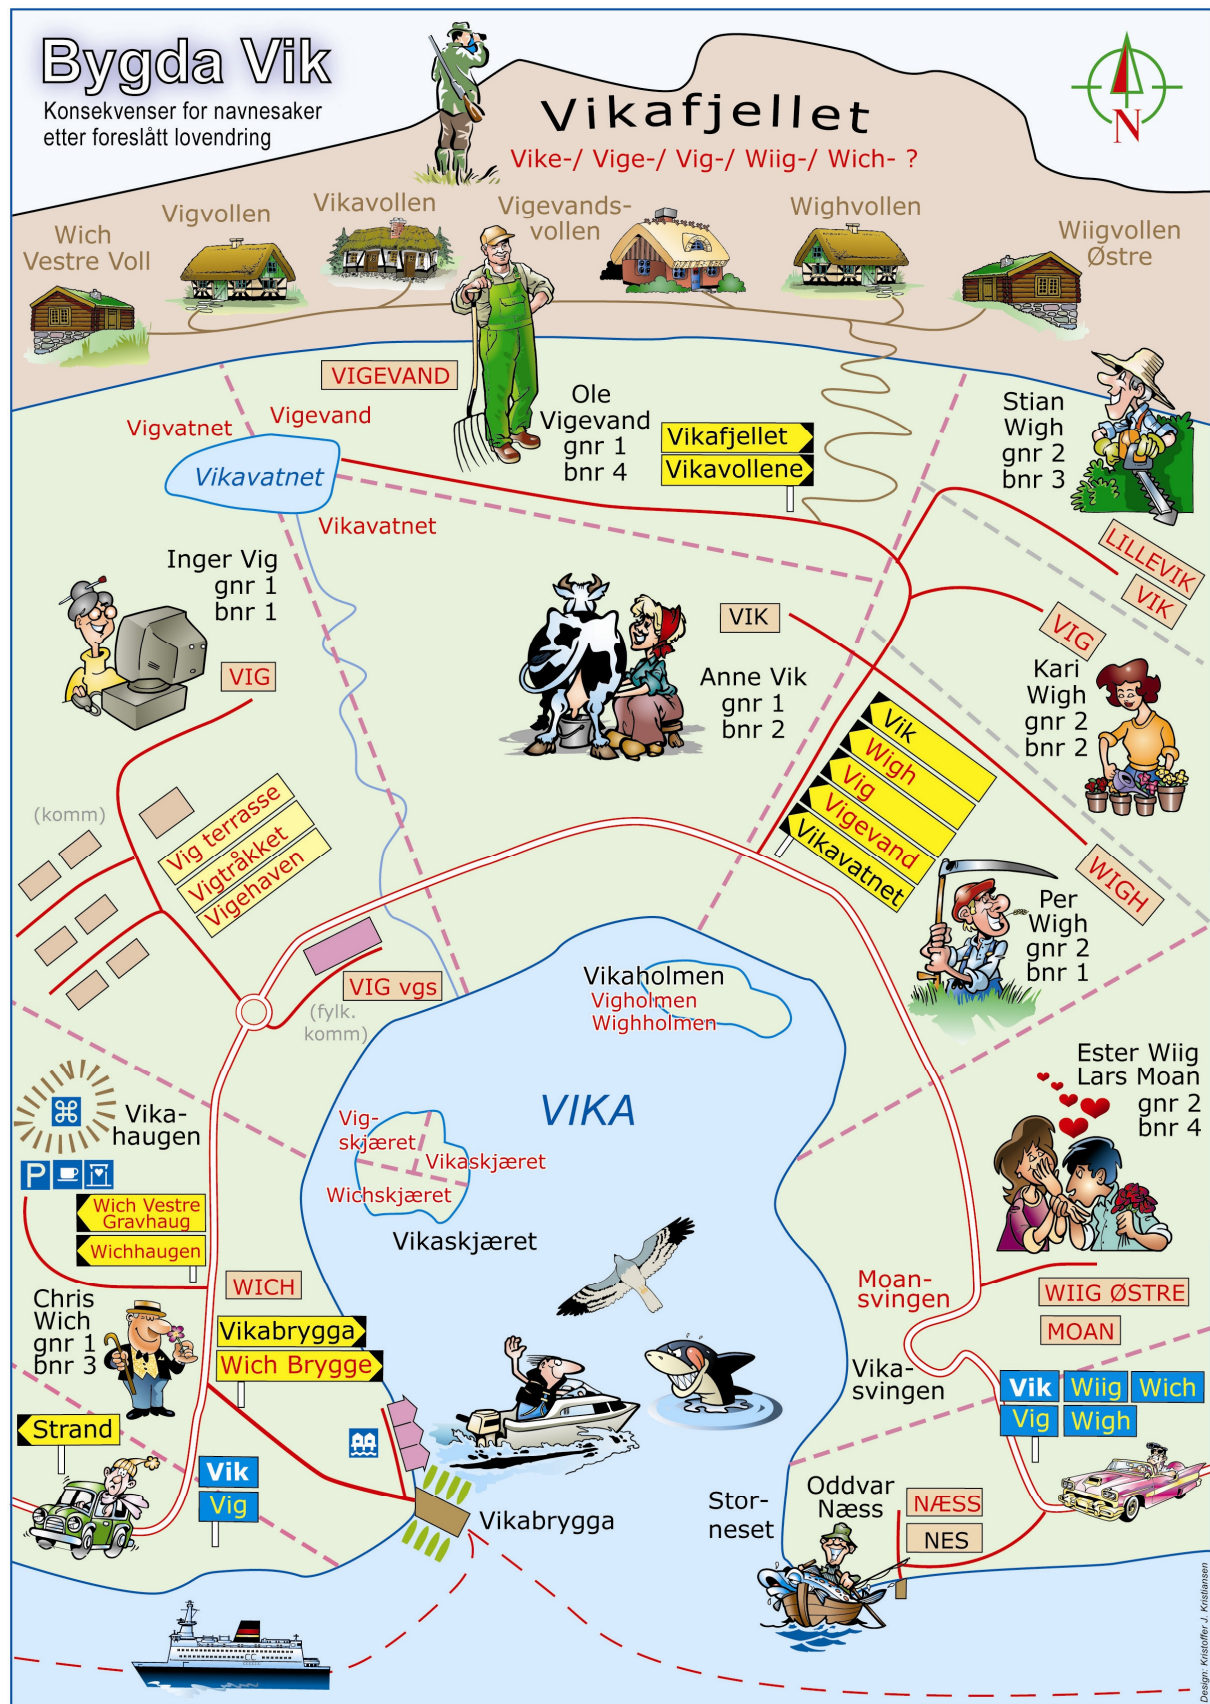 Bygda Vik
Konsekvenser for navnesaker
etter foreslått lovendring
Vikafjellet
Vike-/ Vige-/ Vig-/ Wiig-/ Wich- ?
N
Wich
Vestre Voll
Vigvollen
Vikavollen
Vigevands-
vollen
Wighvollen
Wiigvollen
Østre
VIGEVAND
Ole
Vigevand
gnr 1
bnr 4
Vikafjellet
Vikavollene
Stian
Wigh
gnr 2
bnr 3
Vigvatnet
Vigevand
Vikavatnet
Vikavatnet
LILLEVIK
VIK
Inger Vig
gnr 1
bnr 1
VIG
VIK
Anne Vik
gnr 1
bnr 2
VIG
Kari
Wigh
gnr 2
bnr 2
Vik
Wigh
Vig
Vigevand
Vikavatnet
(komm)
Vig terrasse
Vigtråkket
Vigehaven
WIGH
Per
Wigh
gnr 2
bnr 1
VIG vgs
(fylk.
komm)
Vikaholmen
Vigholmen
Wighholmen
VIKA
Ester Wiig
Lars Moan
gnr 2
bnr 4
Vika-
haugen
P
Vig-
skjæret
Vikaskjæret
Wichskjæret
Vikaskjæret
Wich Vestre
Gravhaug
Wichhaugen
WICH
Chris
Wich
gnr 1
bnr 3
Vikabrygga
Wich Brygge
Moan-
svingen
WIIG ØSTRE
MOAN
Vika-
svingen
Vik
Wiig
Wich
Vig
Wigh
Strand
Vik
Vig
Vikabrygga
Stor-
neset
Oddvar
Næss
NÆSS
NES
Design: Kristoffer J. Kristiansen